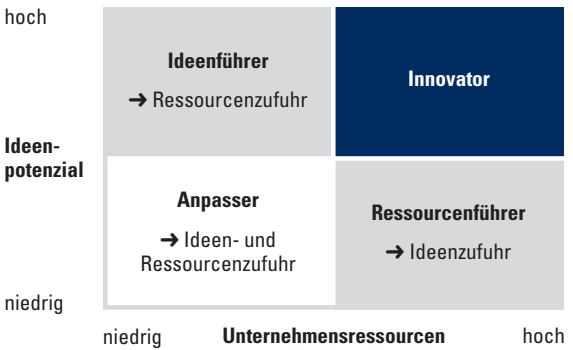 hoch
Ideenführer
➜ Ressourcenzufuhr
Innovator
Ideen-
potenzial
Anpasser
➜ Ideen- und
Ressourcenzufuhr
Ressourcenführer
➜ Ideenzufuhr
niedrig
niedrig Unternehmensressourcen hoch